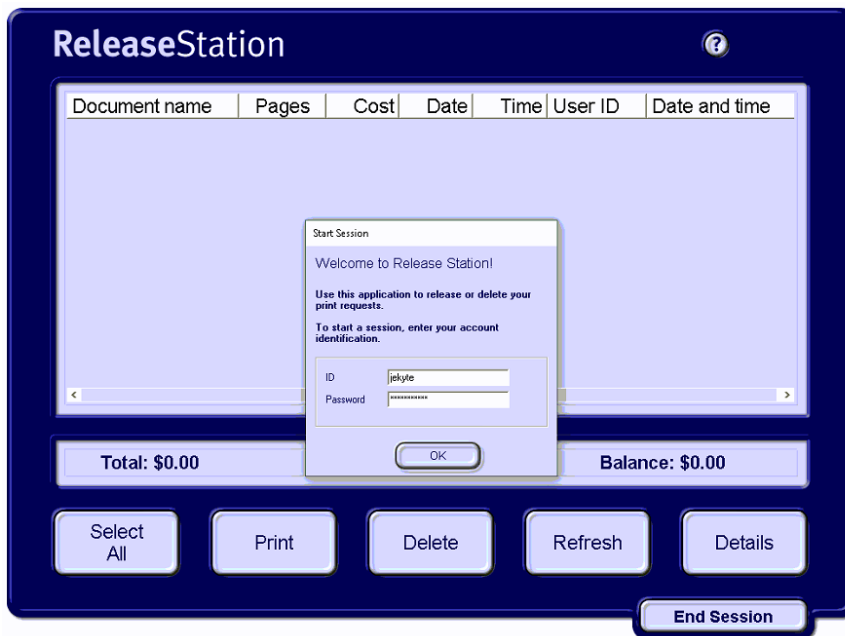 ReleaseStation
?
Document name Pages Cost Date Time User ID Date and time
Start Session
Welcome to Release Station!
Use this application to release or delete your
print requests.
To start a session, enter your account
identification.
ID jekyte
Password ***********
OK
Total: $0.00 Balance: $0.00
Select
All
Print
Delete
Refresh
Details
End Session